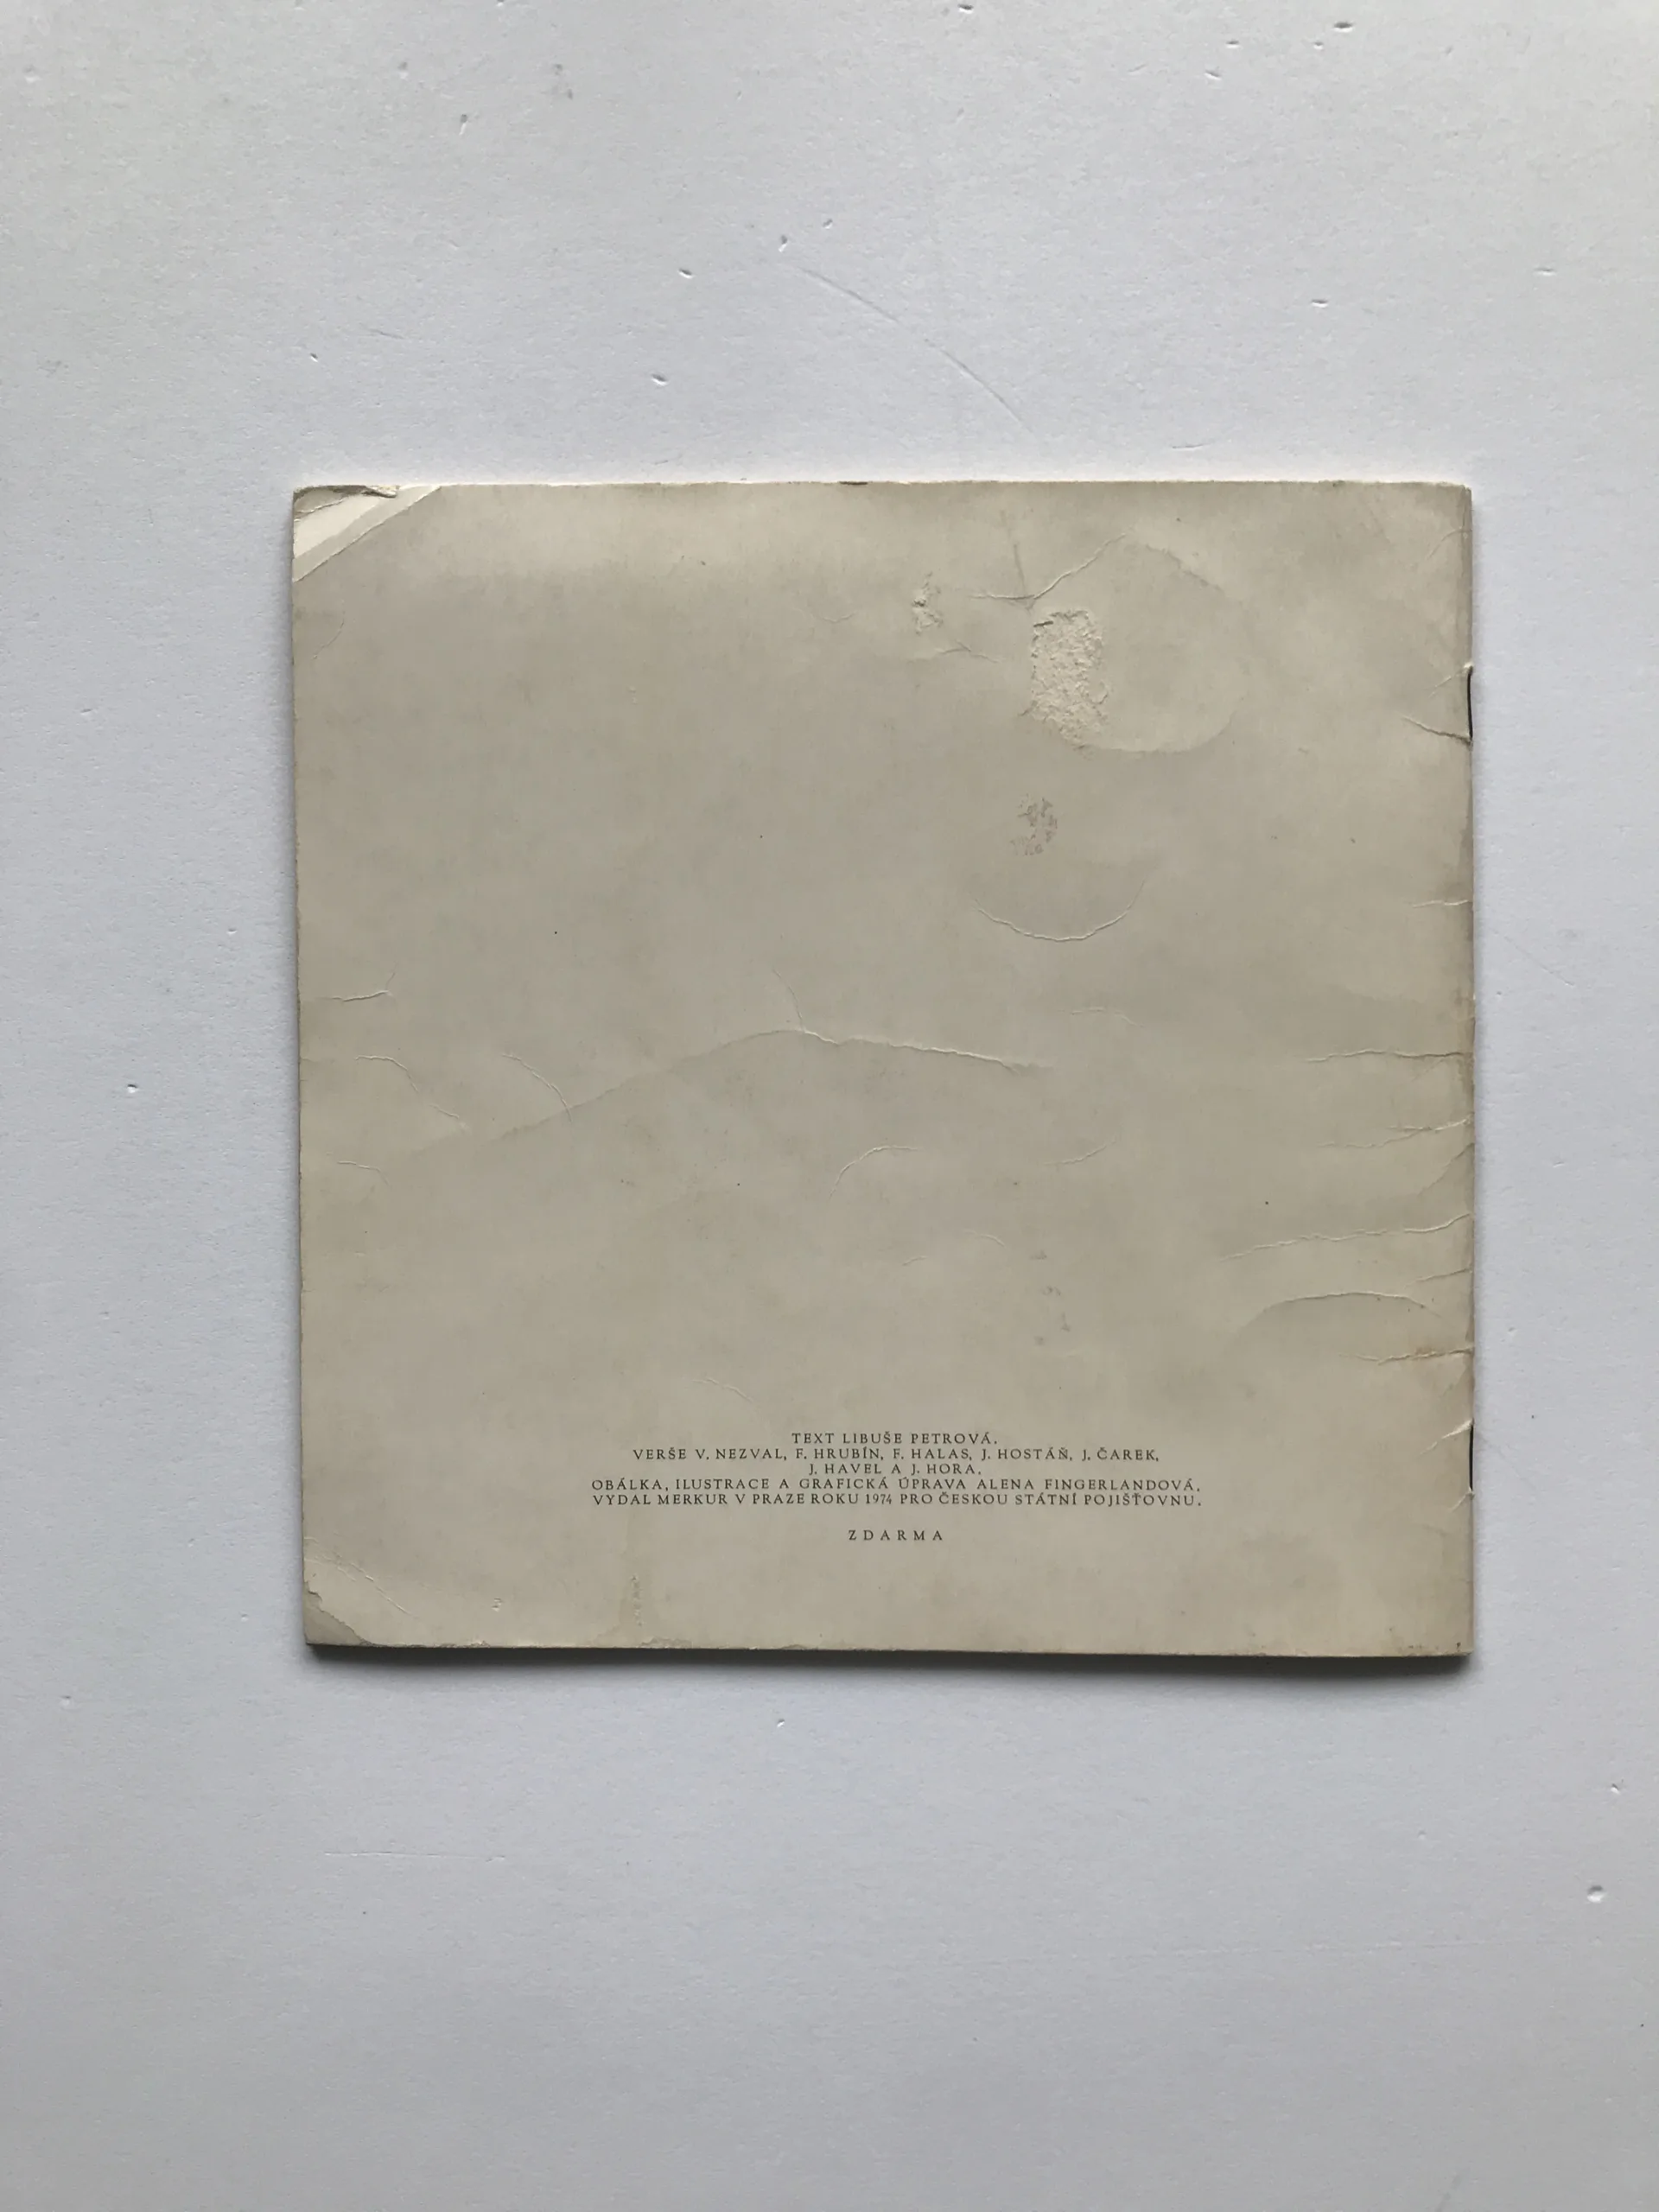 TEXT LIBUŠE PETROVÁ.
VERŠE V. NEZVAL, F. HRUBÍN, F. HALAS, J. HOSTÁŇ, J. ČAREK,
J. HAVEL A J. HORA.
OBÁLKA, ILUSTRACE A GRAFICKÁ ÚPRAVA ALENA FINGERLANDOVÁ.
VYDAL MERKUR V PRAZE ROKU 1974 PRO ČESKOU STÁTNÍ POJIŠŤOVNU.
ZDARMA